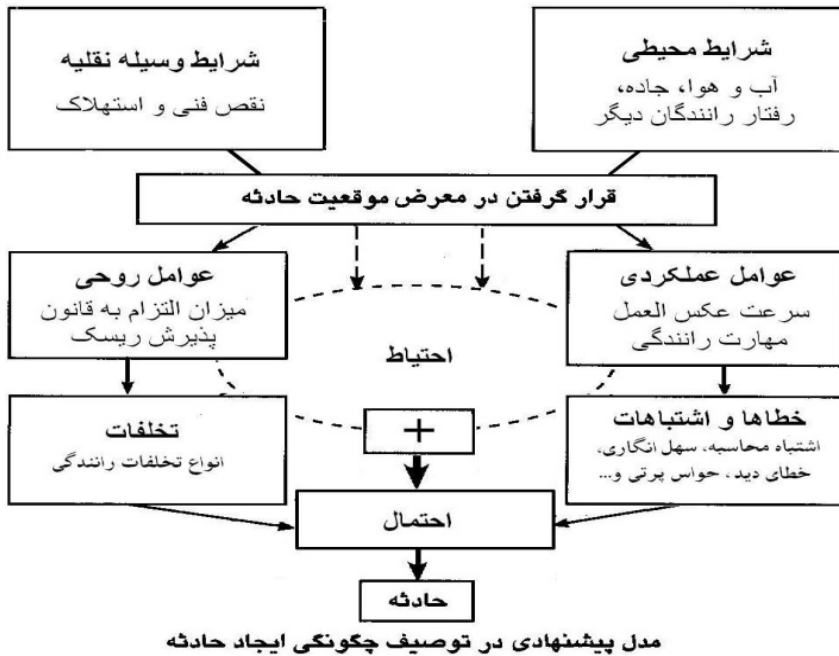 شرایط محیطی
آب و هوا، جاده،
رفتار رانندگان دیگر
شرایط وسیله نقلیه
نقص فنی و استهلاک
قرار گرفتن در معرض موقعیت حادثه
عوامل عملکردی
سرعت عکس العمل
مهارت رانندگی
عوامل روحی
میزان التزام به قانون
پذیرش ریسک
احتیاط
خطاها و اشتباهات
اشتباه محاسبه، سهل انگاری،
خطای دید، حواس پرتی و...
تخلفات
انواع تخلفات رانندگی
+
احتمال
حادثه
مدل پیشنهادی در توصیف چگونگی ایجاد حادثه